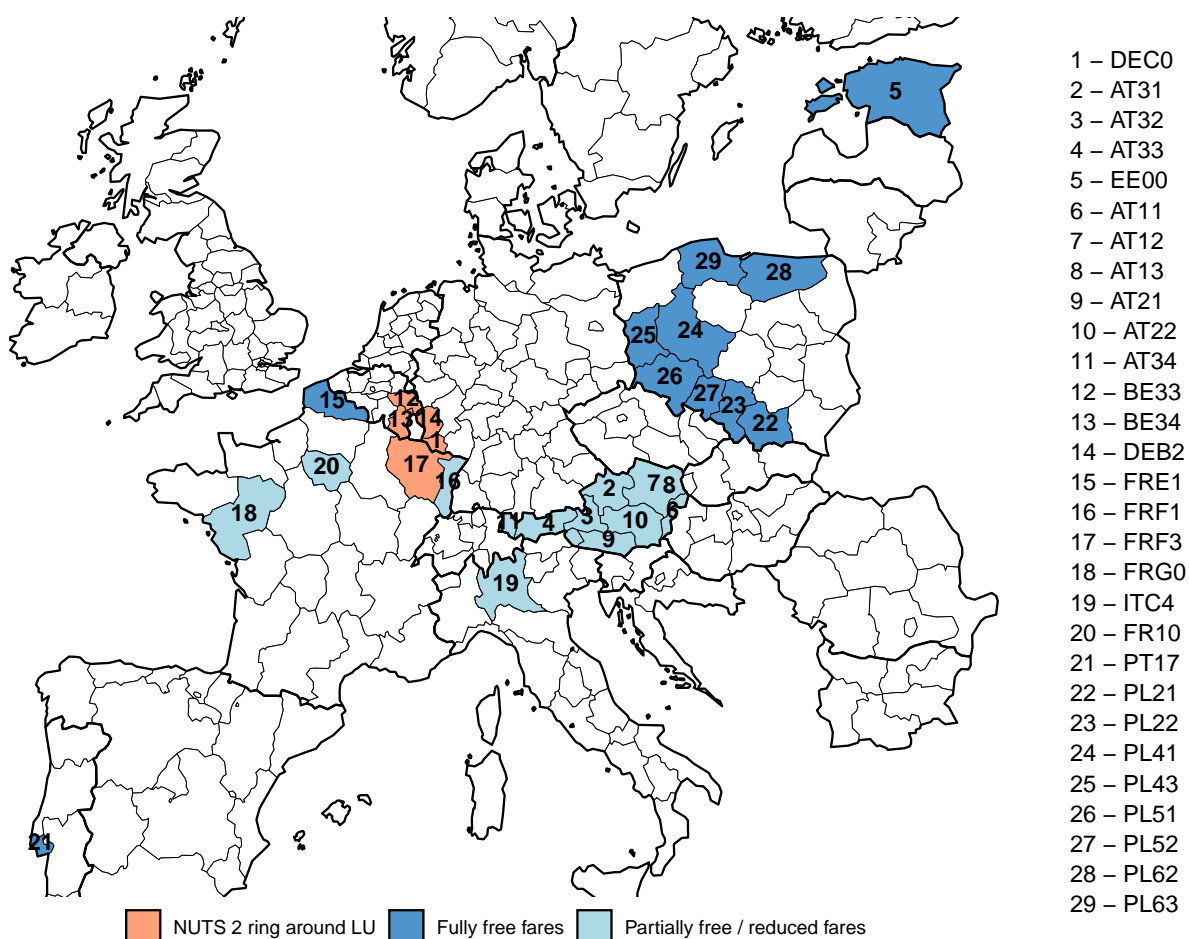 5
29
28
25
24
26
27
23
22
15
12
13
14
1
17
16
20
18
2
7
8
6
3
10
11
4
9
19
21
1 – DEC0
2 – AT31
3 – AT32
4 – AT33
5 – EE00
6 – AT11
7 – AT12
8 – AT13
9 – AT21
10 – AT22
11 – AT34
12 – BE33
13 – BE34
14 – DEB2
15 – FRE1
16 – FRF1
17 – FRF3
18 – FRG0
19 – ITC4
20 – FR10
21 – PT17
22 – PL21
23 – PL22
24 – PL41
25 – PL43
26 – PL51
27 – PL52
28 – PL62
29 – PL63
NUTS 2 ring around LU
Fully free fares
Partially free / reduced fares